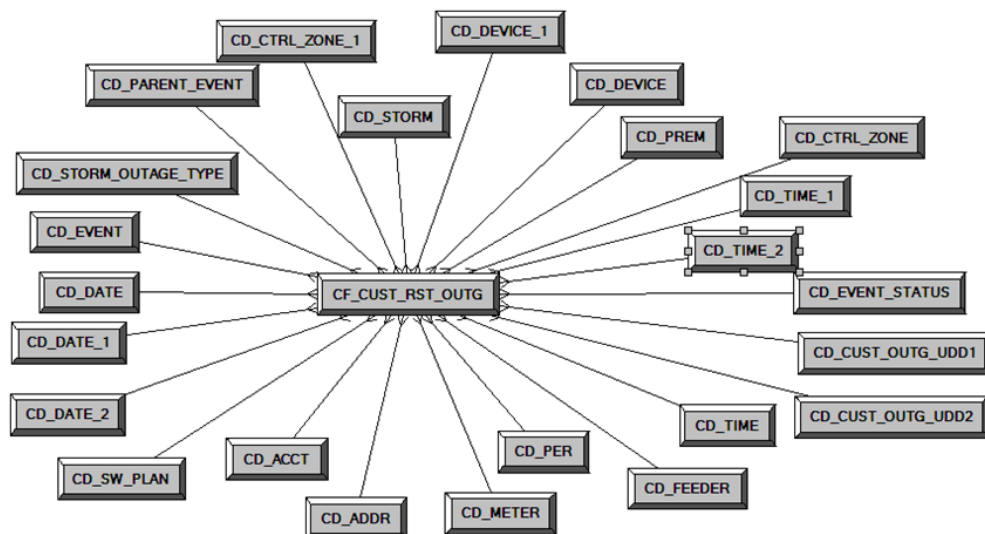 CD_CTRL_ZONE_1
CD_DEVICE_1
CD_PARENT_EVENT
CD_DEVICE
CD_STORM
CD_PREM
CD_CTRL_ZONE
CD_STORM_OUTAGE_TYPE
CD_TIME_1
CD_EVENT
CD_TIME_2
CD_DATE
CF_CUST_RST_OUTG
CD_EVENT_STATUS
CD_DATE_1
CD_CUST_OUTG_UDD1
CD_DATE_2
CD_TIME
CD_CUST_OUTG_UDD2
CD_SW_PLAN
CD_ACCT
CD_PER
CD_FEEDER
CD_ADDR
CD_METER